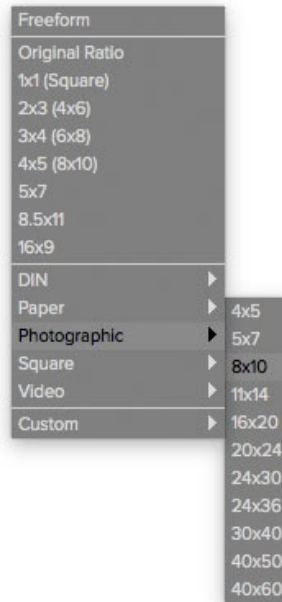 Freeform
Original Ratio
1x1 (Square)
2x3 (4x6)
3x4 (6x8)
4x5 (8x10)
5x7
8.5x11
16x9
DIN
Paper
Photographic
Square
Video
Custom
4x5
5x7
8x10
11x14
16x20
20x24
24x30
24x36
30x40
40x50
40x60